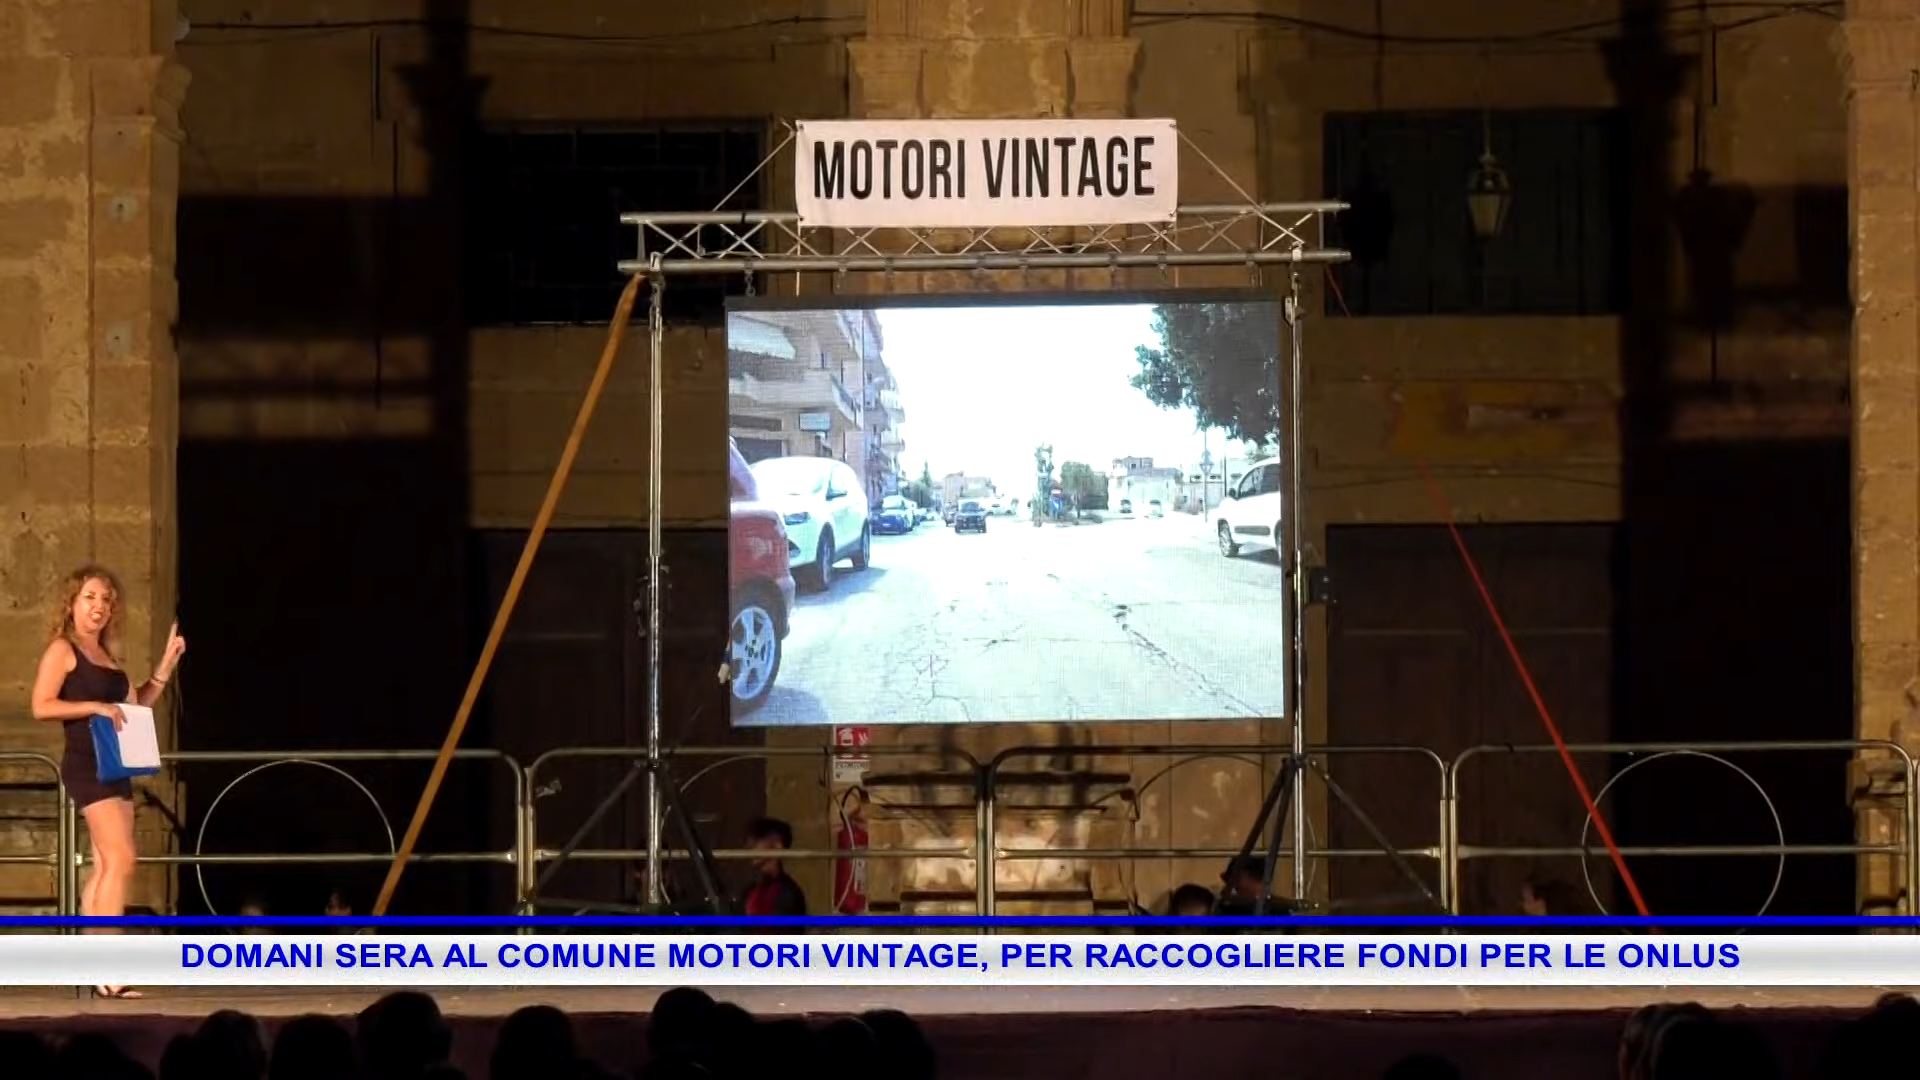 MOTORI VINTAGE
DOMANI SERA AL COMUNE MOTORI VINTAGE, PER RACCOGLIERE FONDI PER LE ONLUS